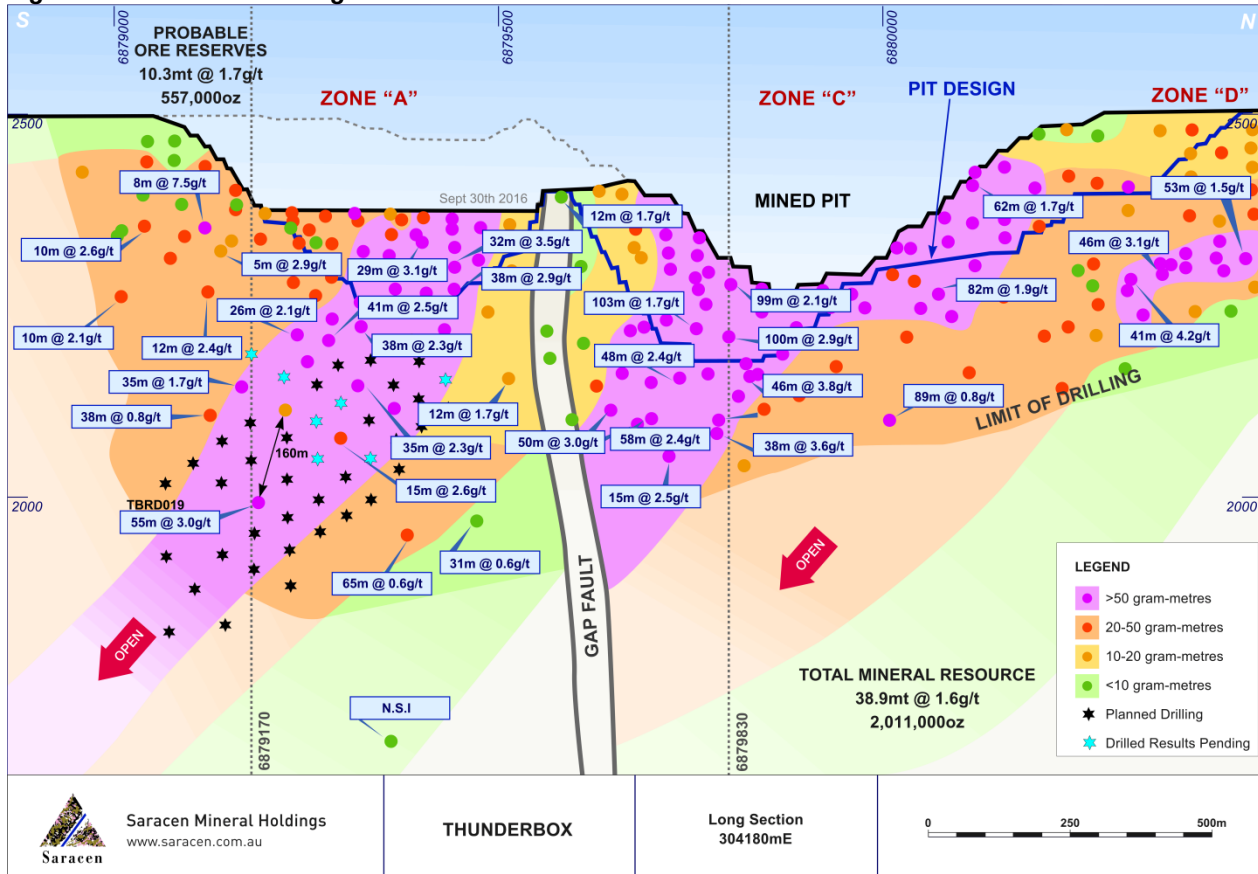 S
6879000
6879500
6880000
N
PROBABLE
ORE RESERVES
10.3mt @ 1.7g/t
557,000oz
ZONE “A”
ZONE “C”
PIT DESIGN
ZONE “D”
2500
2500
8m @ 7.5g/t
Sept 30th 2016
12m @ 1.7g/t
MINED PIT
62m @ 1.7g/t
53m @ 1.5g/t
10m @ 2.6g/t
5m @ 2.9g/t
29m @ 3.1g/t
32m @ 3.5g/t
38m @ 2.9g/t
46m @ 3.1g/t
26m @ 2.1g/t
41m @ 2.5g/t
103m @ 1.7g/t
99m @ 2.1g/t
82m @ 1.9g/t
10m @ 2.1g/t
12m @ 2.4g/t
38m @ 2.3g/t
48m @ 2.4g/t
100m @ 2.9g/t
41m @ 4.2g/t
35m @ 1.7g/t
46m @ 3.8g/t
38m @ 0.8g/t
12m @ 1.7g/t
89m @ 0.8g/t
LIMIT OF DRILLING
160m
35m @ 2.3g/t
50m @ 3.0g/t
58m @ 2.4g/t
38m @ 3.6g/t
15m @ 2.6g/t
15m @ 2.5g/t
2000
TBRD019
55m @ 3.0g/t
2000
65m @ 0.6g/t
31m @ 0.6g/t
OPEN
OPEN
GAP FAULT
N.S.I
6879170
6879830
TOTAL MINERAL RESOURCE
38.9mt @ 1.6g/t
2,011,000oz
LEGEND
>50 gram-metres
20-50 gram-metres
10-20 gram-metres
<10 gram-metres
Planned Drilling
Drilled Results Pending
Saracen
Saracen Mineral Holdings
www.saracen.com.au
THUNDERBOX
Long Section
304180mE
0
250
500m